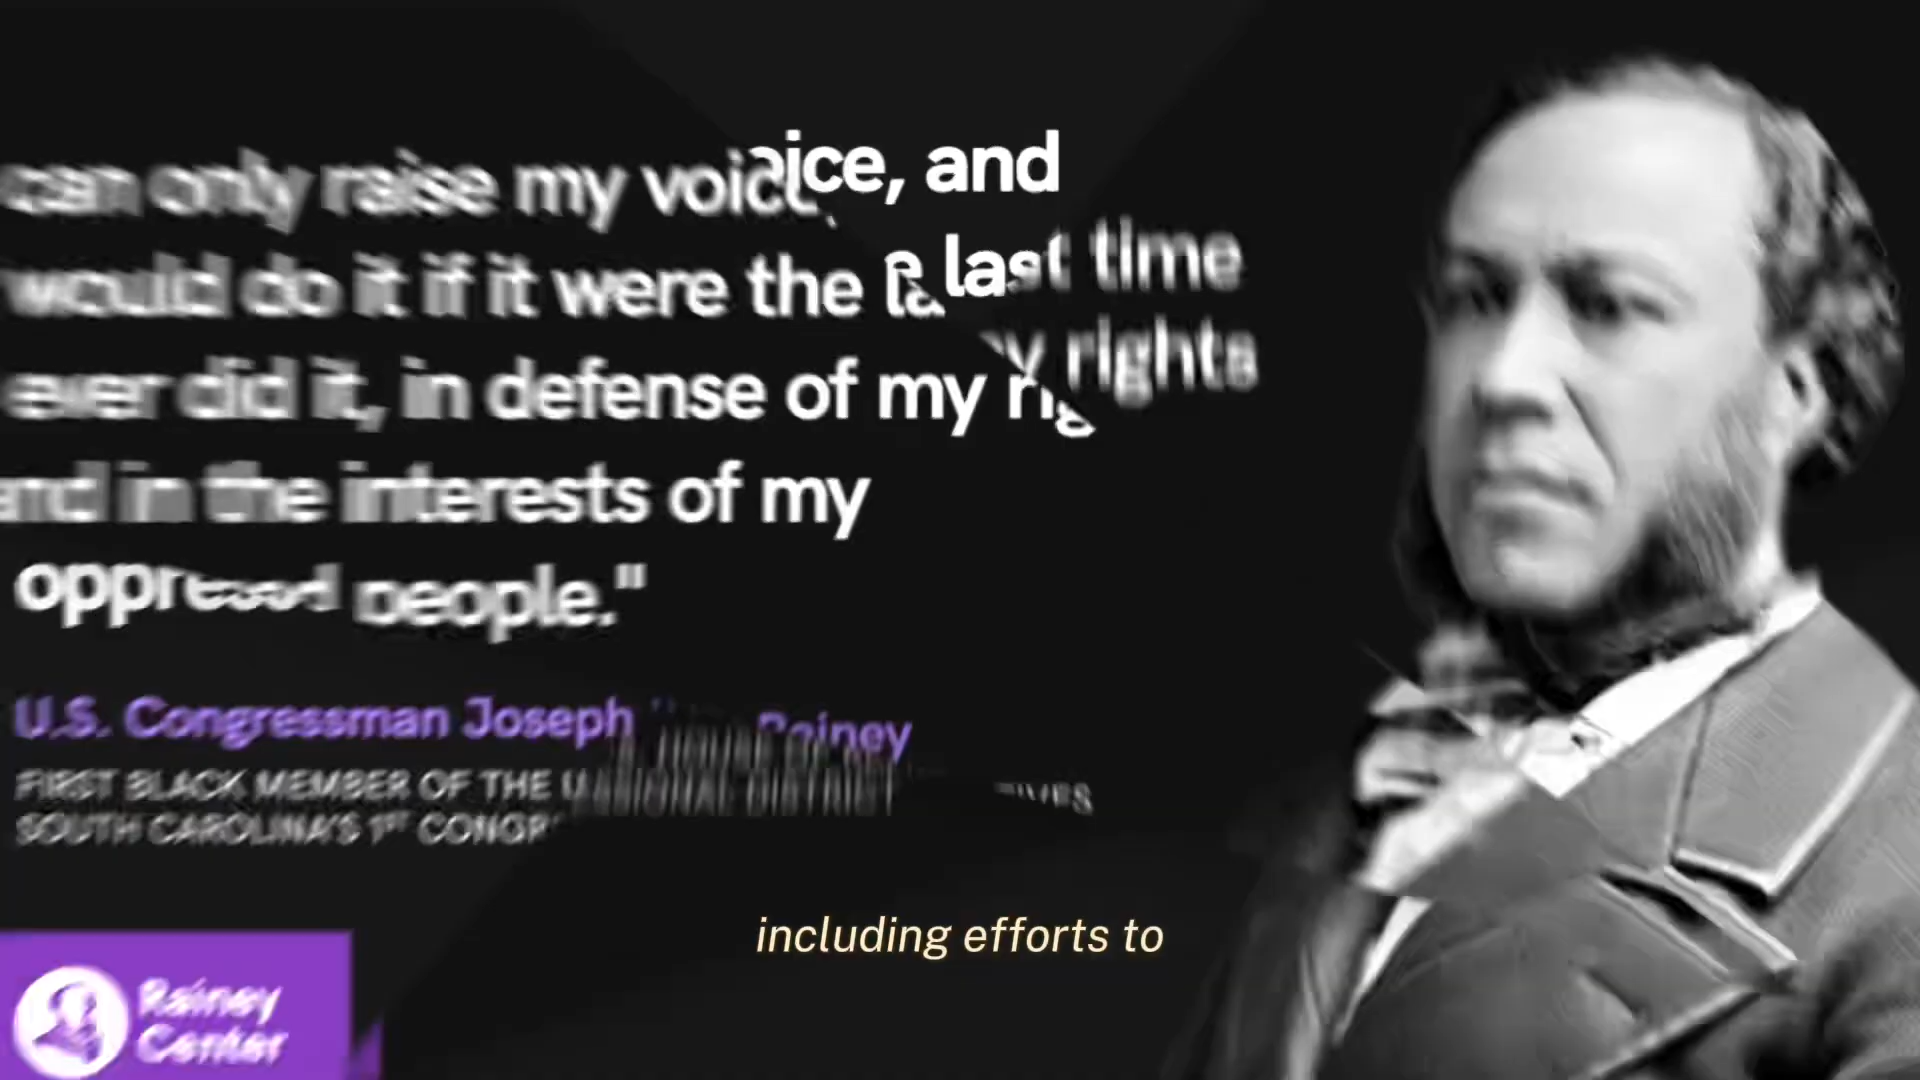 can only raise my voice, and
would do it if it were the last time
ever did it, in defense of my rights
and in the interests of my
oppressed people."
U.S. Congressman Joseph Rainey
FIRST BLACK MEMBER OF THE
SOUTH CAROLINA'S 1ST
including efforts to
Rainey
Center